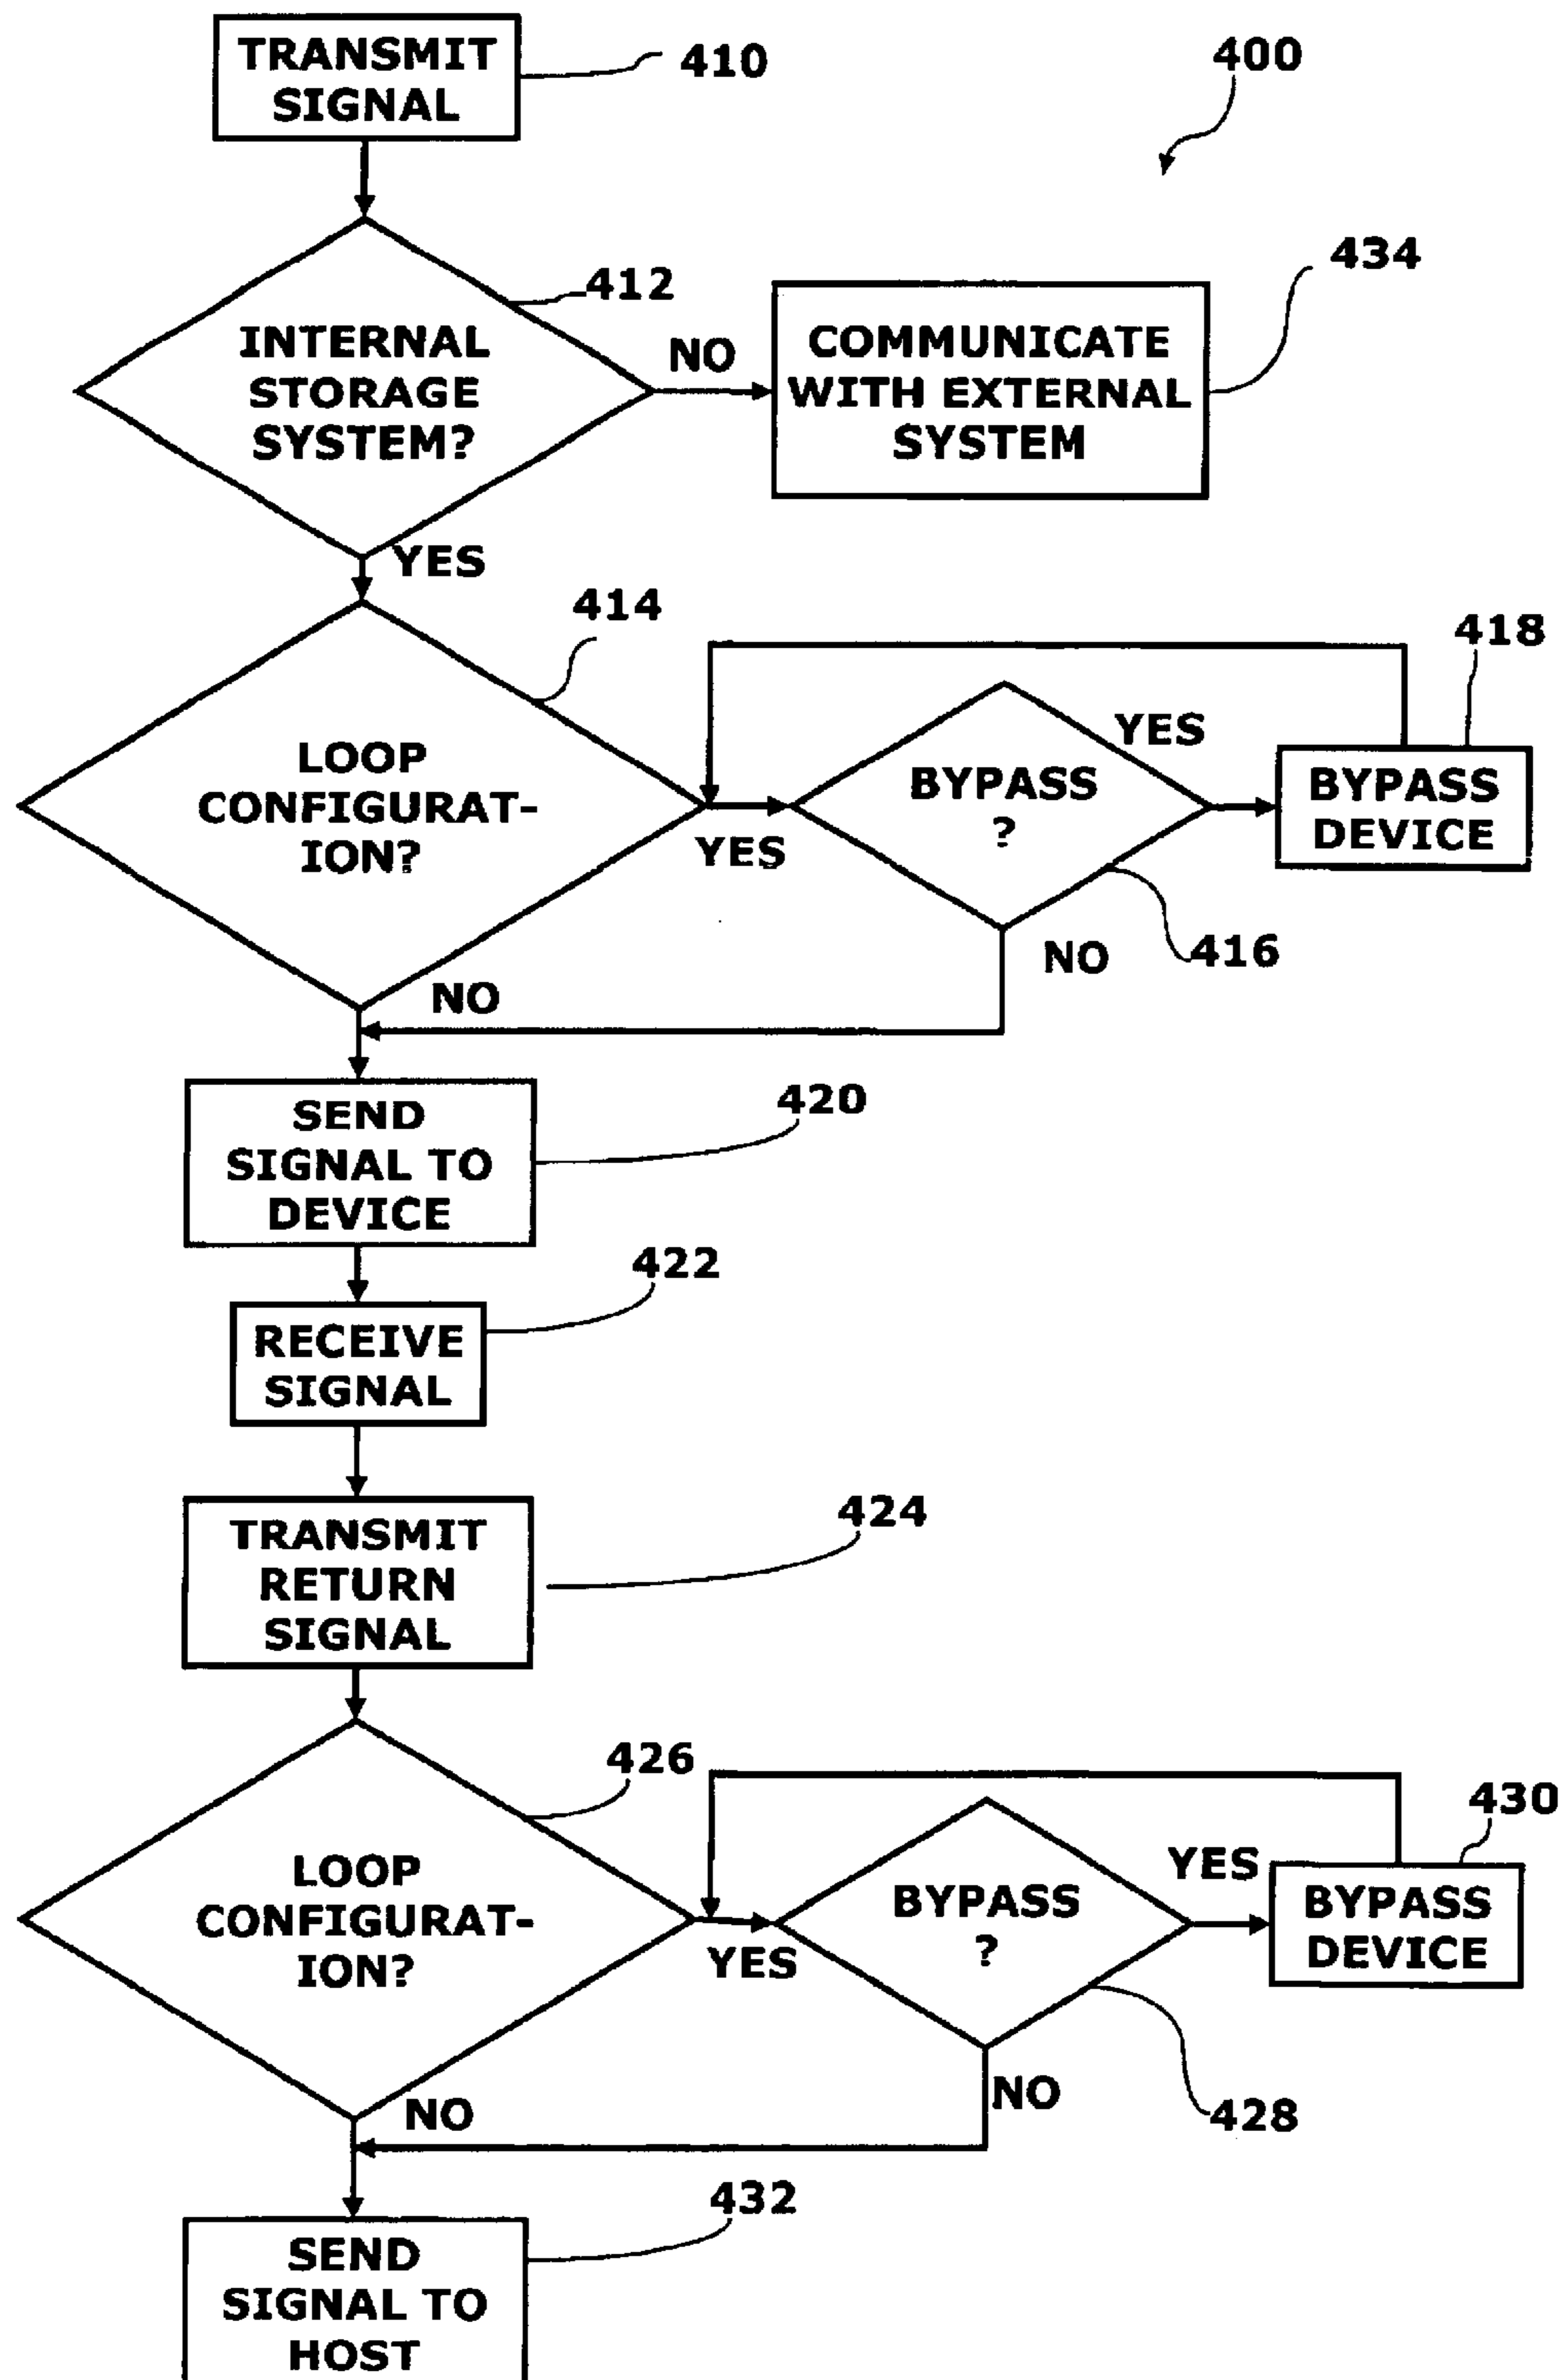 TRANSMIT
SIGNAL
410
400
412
INTERNAL
STORAGE
SYSTEM?
NO
COMMUNICATE
WITH EXTERNAL
SYSTEM
434
YES
414
LOOP
CONFIGURAT-
ION?
YES
BYPASS
?
YES
418
BYPASS
DEVICE
416
NO
NO
SEND
SIGNAL TO
DEVICE
420
RECEIVE
SIGNAL
422
TRANSMIT
RETURN
SIGNAL
424
426
LOOP
CONFIGURAT-
ION?
YES
BYPASS
?
YES
430
BYPASS
DEVICE
NO
428
NO
SEND
SIGNAL TO
HOST
432